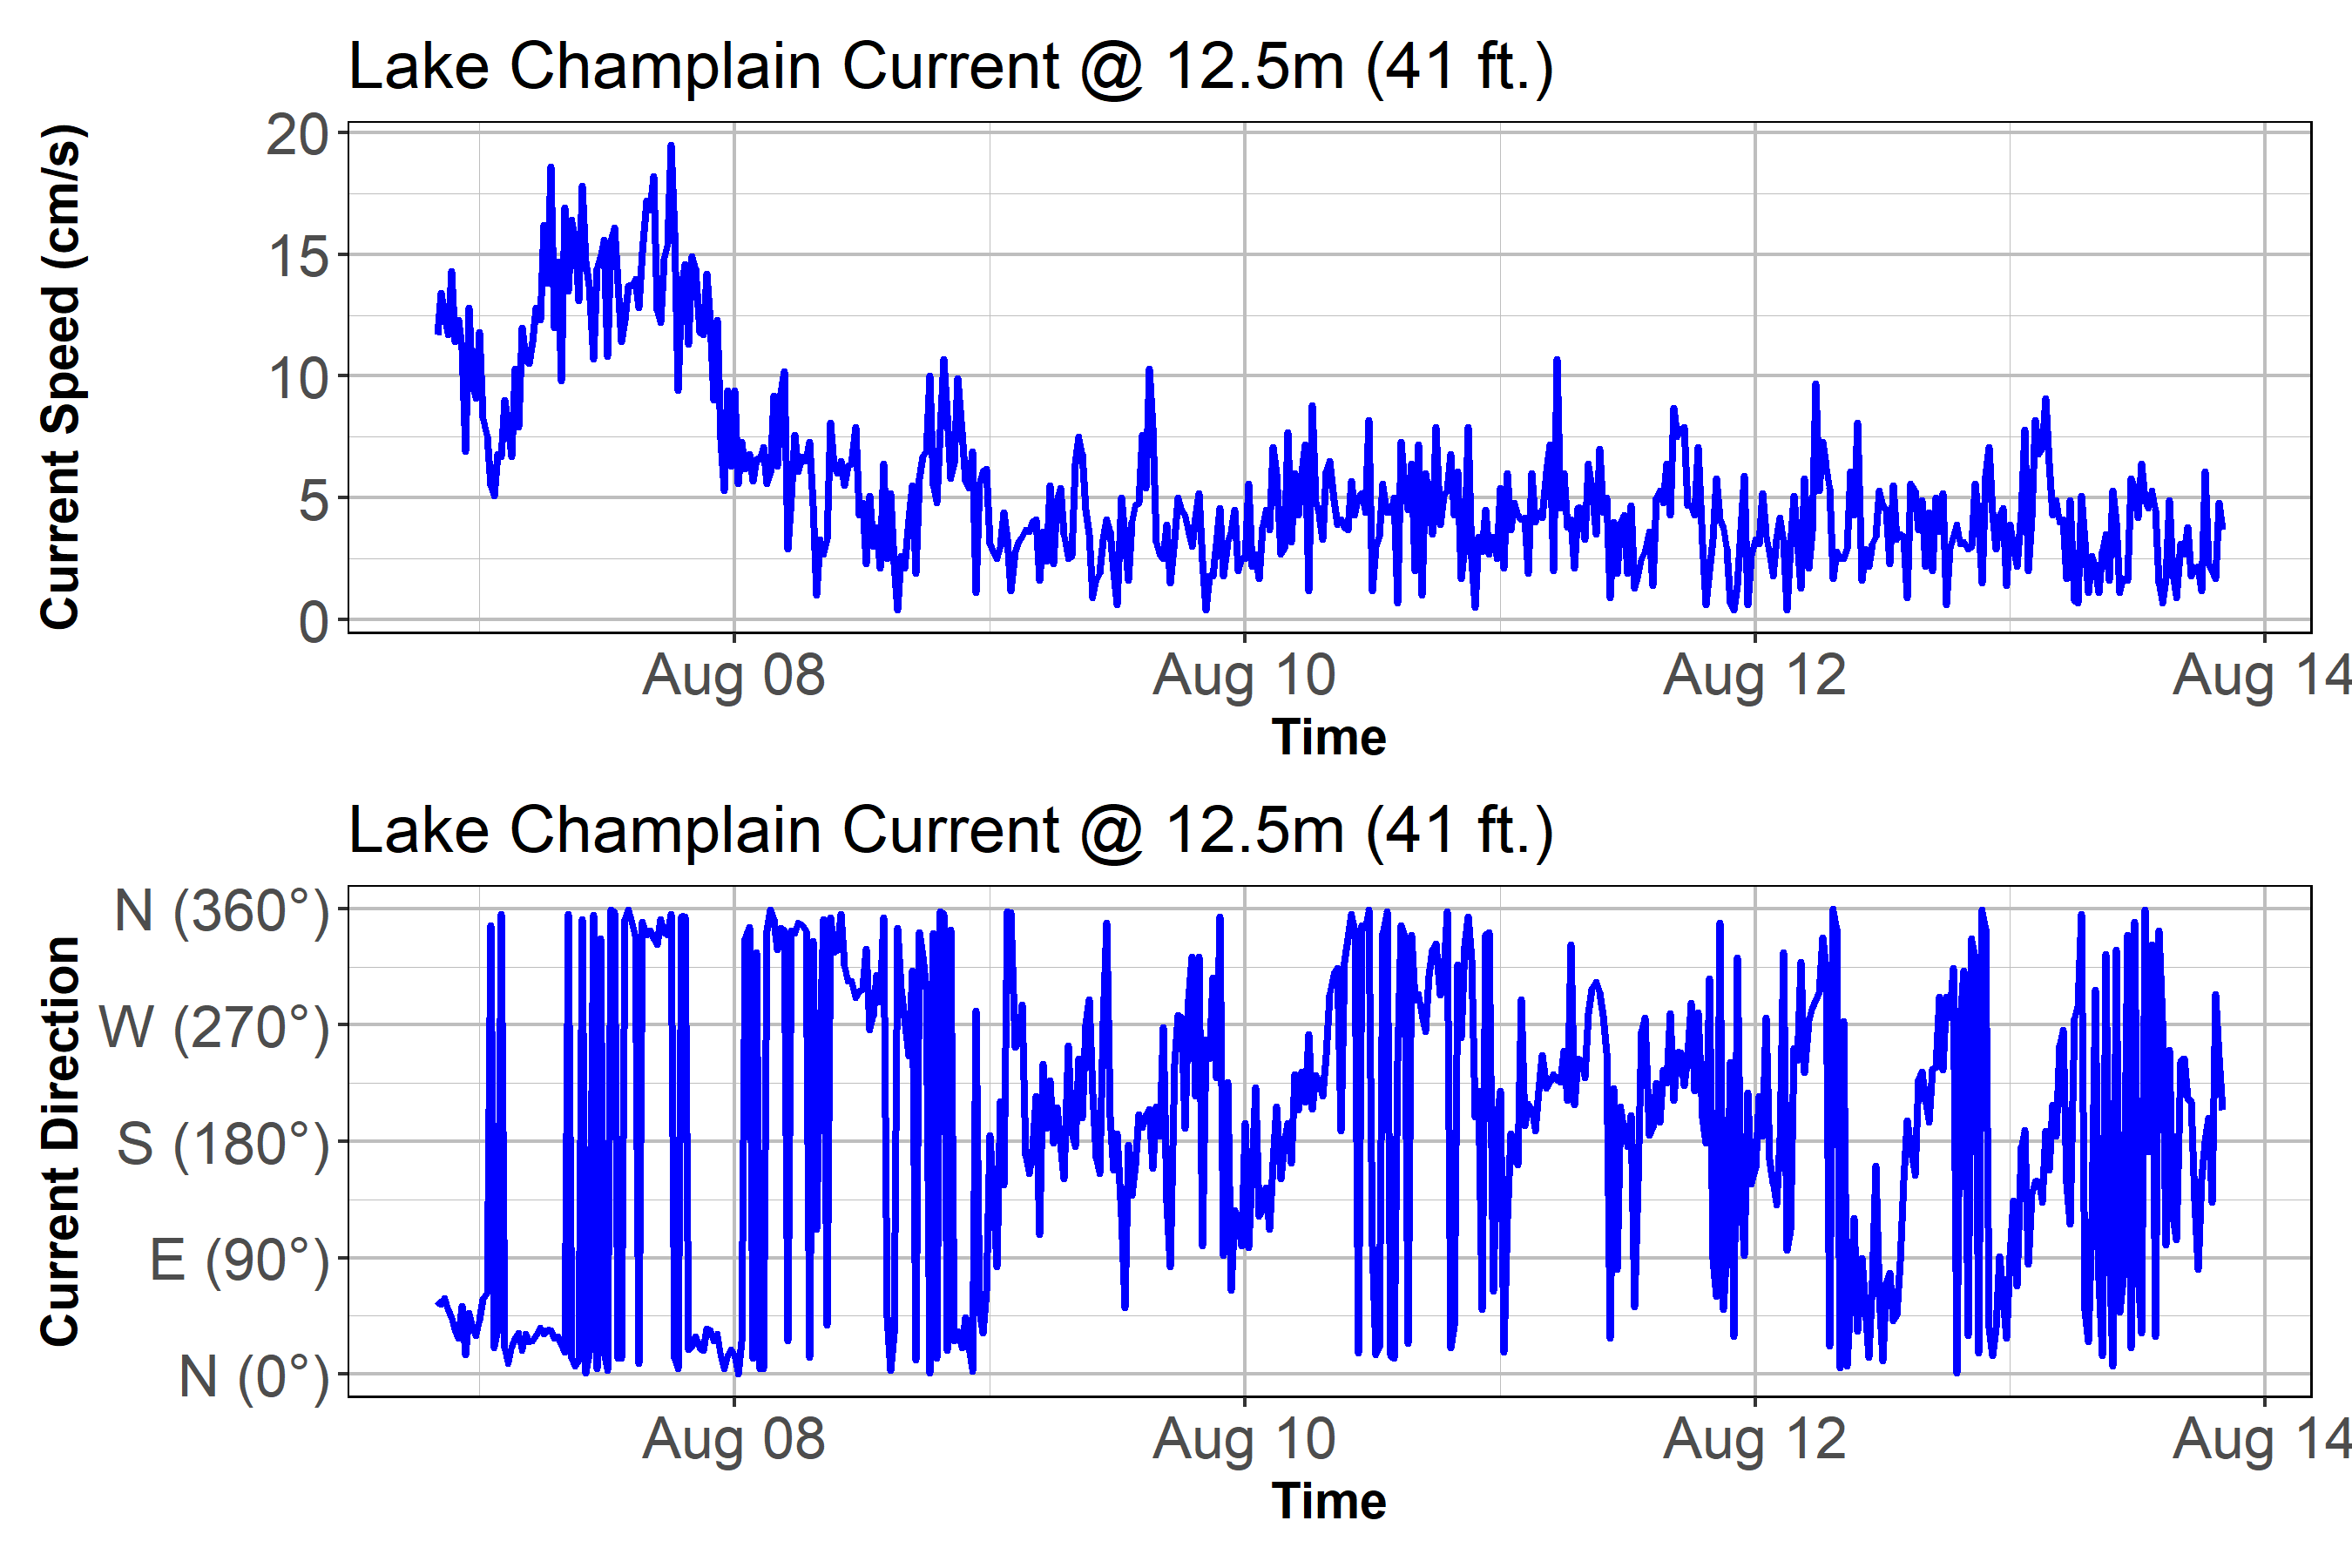 Lake Champlain Current @ 12.5m (41 ft.)
Current Speed (cm/s)
20
15
10
5
0
Aug 08
Aug 10
Aug 12
Aug 14
Time
Lake Champlain Current @ 12.5m (41 ft.)
Current Direction
N (360°)
W (270°)
S (180°)
E (90°)
N (0°)
Aug 08
Aug 10
Aug 12
Aug 14
Time